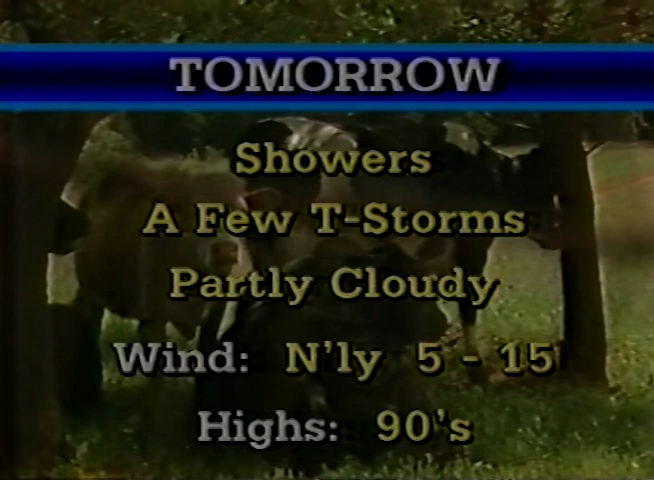 TOMORROW
Showers
A Few T-Storms
Partly Cloudy
Wind: N'ly 5 - 15
Highs: 90's